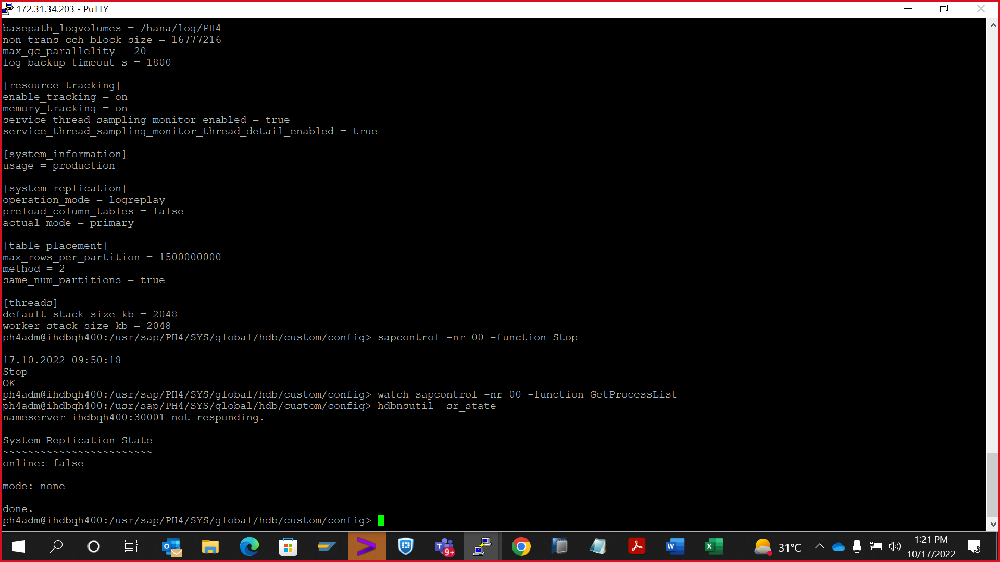 172.31.34.203 - PuTTY
basepath_logvolumes = /hana/log/PH4
non_trans_cch_block_size = 16777216
max_gc_parallelity = 20
log_backup_timeout_s = 1800
[resource_tracking]
enable_tracking = on
memory_tracking = on
service_thread_sampling_monitor_enabled = true
service_thread_sampling_monitor_thread_detail_enabled = true
[system_information]
usage = production
[system_replication]
operation_mode = logreplay
preload_column_tables = false
actual_mode = primary
[table_placement]
max_rows_per_partition = 1500000000
method = 2
same_num_partitions = true
[threads]
default_stack_size_kb = 2048
worker_stack_size_kb = 2048
ph4adm@ihdbqh400:/usr/sap/PH4/SYS/global/hdb/custom/config> sapcontrol -nr 00 -function Stop
17.10.2022 09:50:18
Stop
OK
ph4adm@ihdbqh400:/usr/sap/PH4/SYS/global/hdb/custom/config> watch sapcontrol -nr 00 -function GetProcessList
ph4adm@ihdbqh400:/usr/sap/PH4/SYS/global/hdb/custom/config> hdbnsutil -sr_state
nameserver ihdbqh400:30001 not responding.
System Replication State
~~~~~~~~~~~~~~~~~~~~~~~~
online: false
mode: none
done.
ph4adm@ihdbqh400:/usr/sap/PH4/SYS/global/hdb/custom/config>
9+
31°C
1:21 PM
10/17/2022